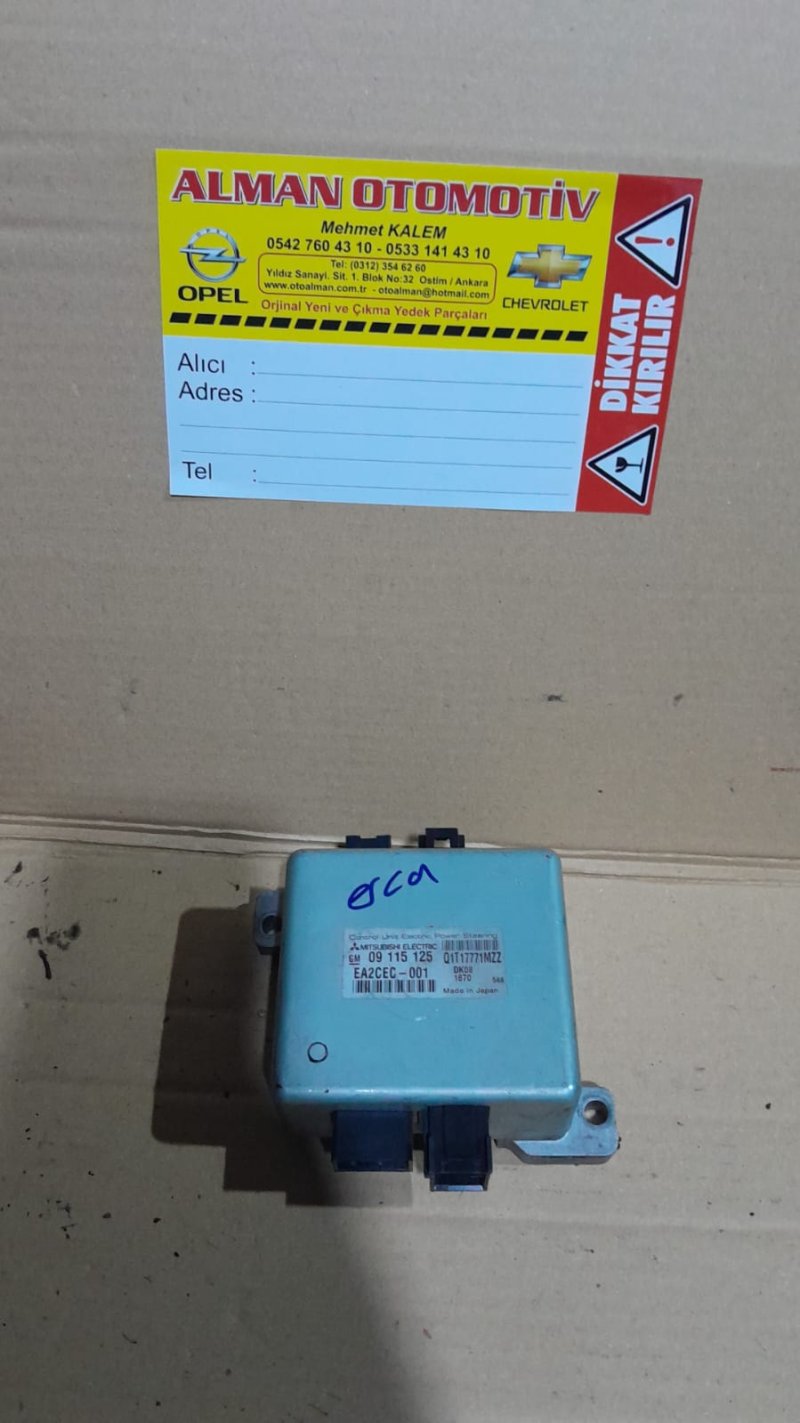 ALMAN OTOMOTİV
Mehmet KALEM
0542 760 43 10 - 0533 141 43 10
Tel: (0312) 354 62 60
Yıldız Sanayi. Sit. 1. Blok No:32 Ostim / Ankara
www.otoalman.com.tr - otoalman@hotmail.com
OPEL
CHEVROLET
Orjinal Yeni ve Çıkma Yedek Parçaları
Alıcı :
Adres :
Tel :
DİKKAT
KIRILIR
Control Unit Electric Power Steering
MITSUBISHI ELECTRIC
GM 09 115 125 Q1T17771MZZ
EA2CEC-001 DK08
1670 548
Made in Japan